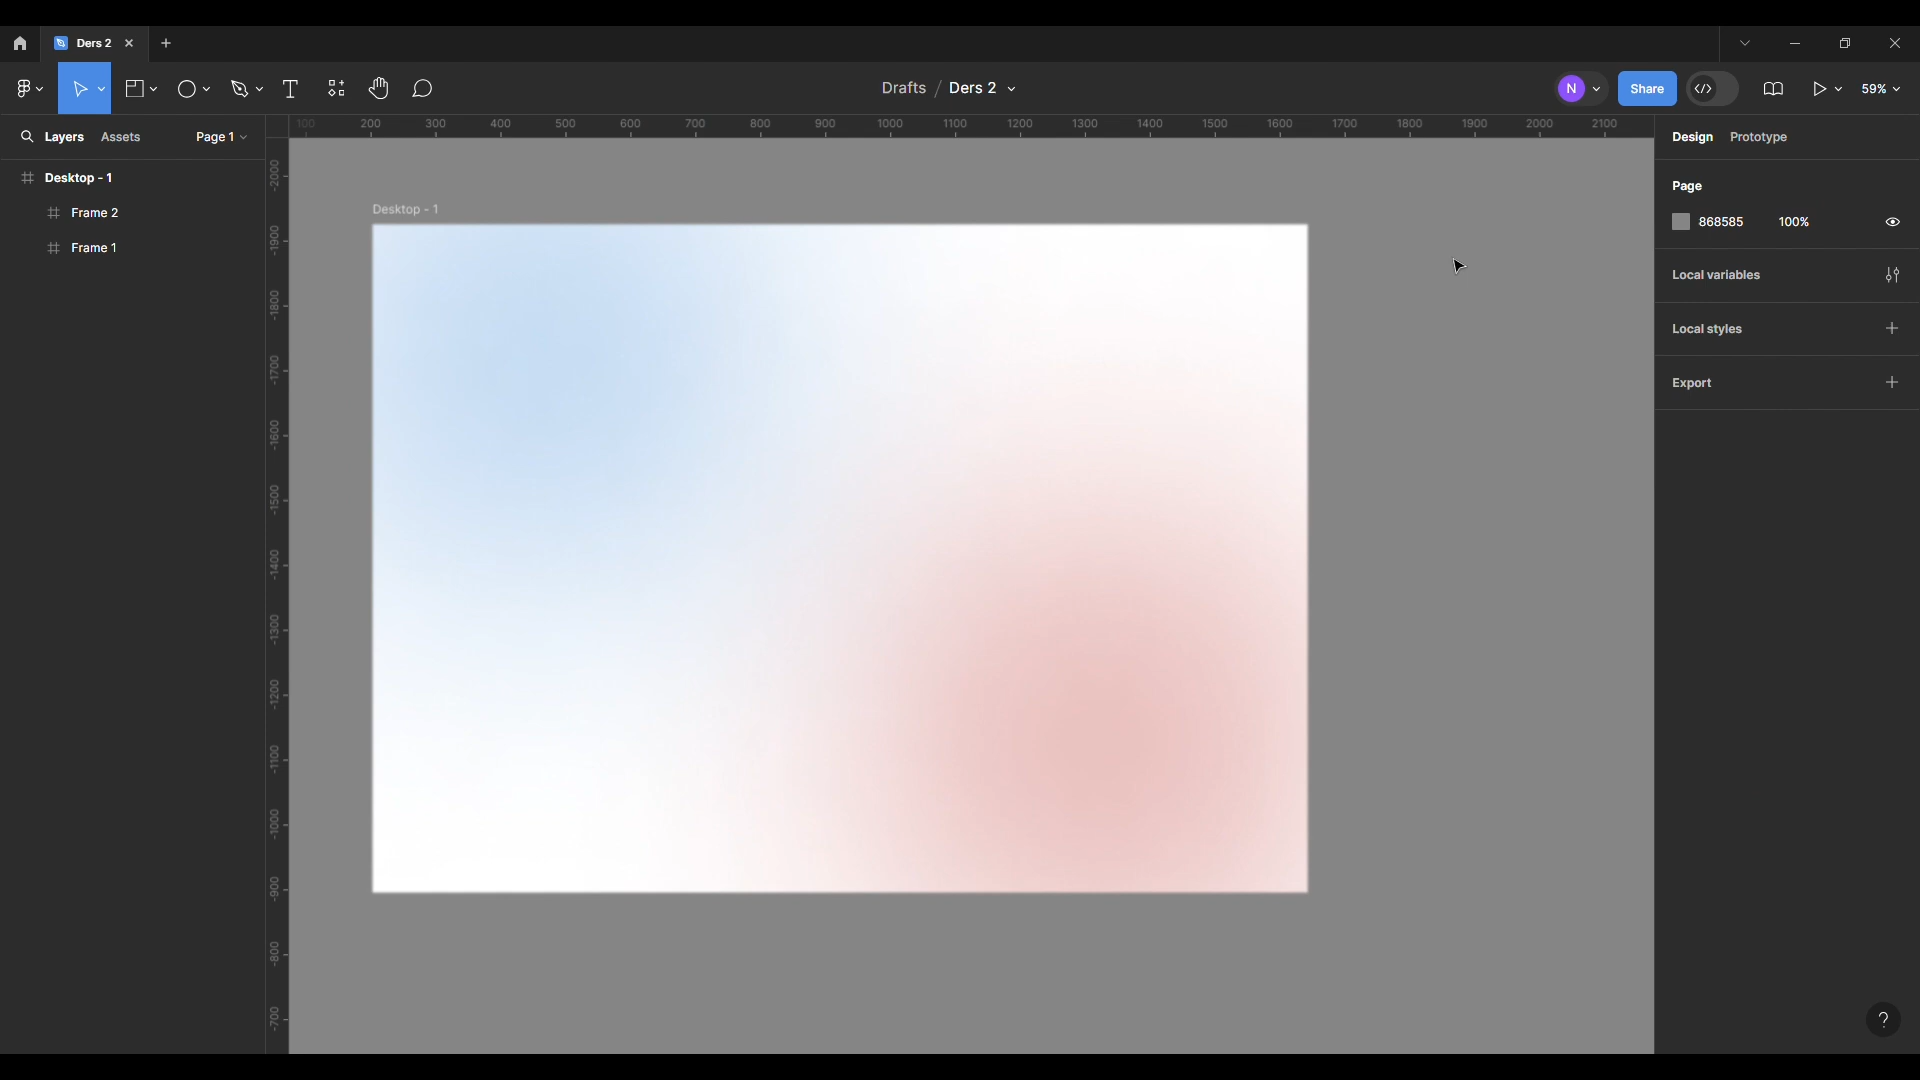 Ders 2
Drafts / Ders 2
N
Share
59%
Layers
Assets
Page 1
Desktop - 1
Frame 2
Frame 1
100 200 300 400 500 600 700 800 900 1000 1100 1200 1300 1400 1500 1600 1700 1800 1900 2000 2100
-2000
-1900
-1800
-1700
-1600
-1500
-1400
-1300
-1200
-1100
-1000
-900
-800
-700
Desktop - 1
Design
Prototype
Page
868585 100%
Local variables
Local styles
Export
?